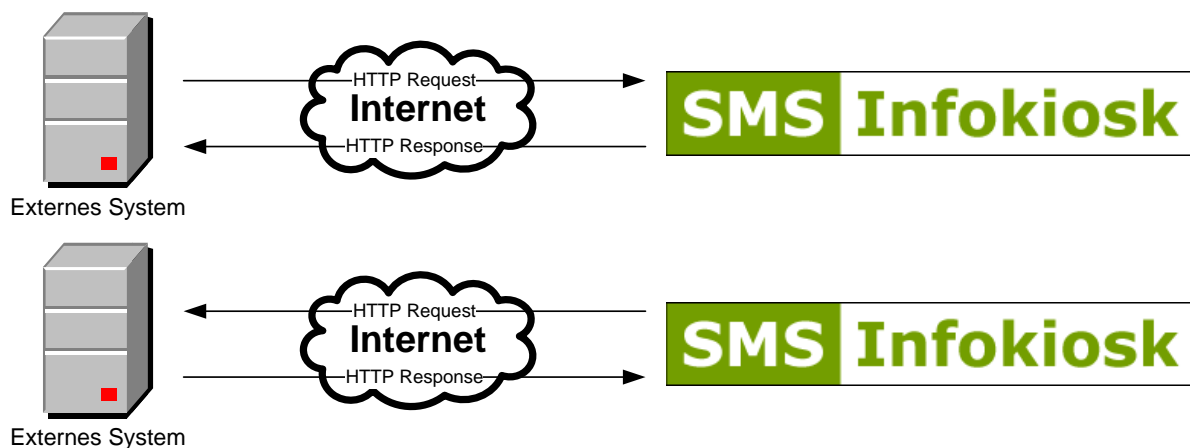 HTTP Request
Internet
HTTP Response
SMS Infokiosk
Externes System
HTTP Request
Internet
HTTP Response
SMS Infokiosk
Externes System